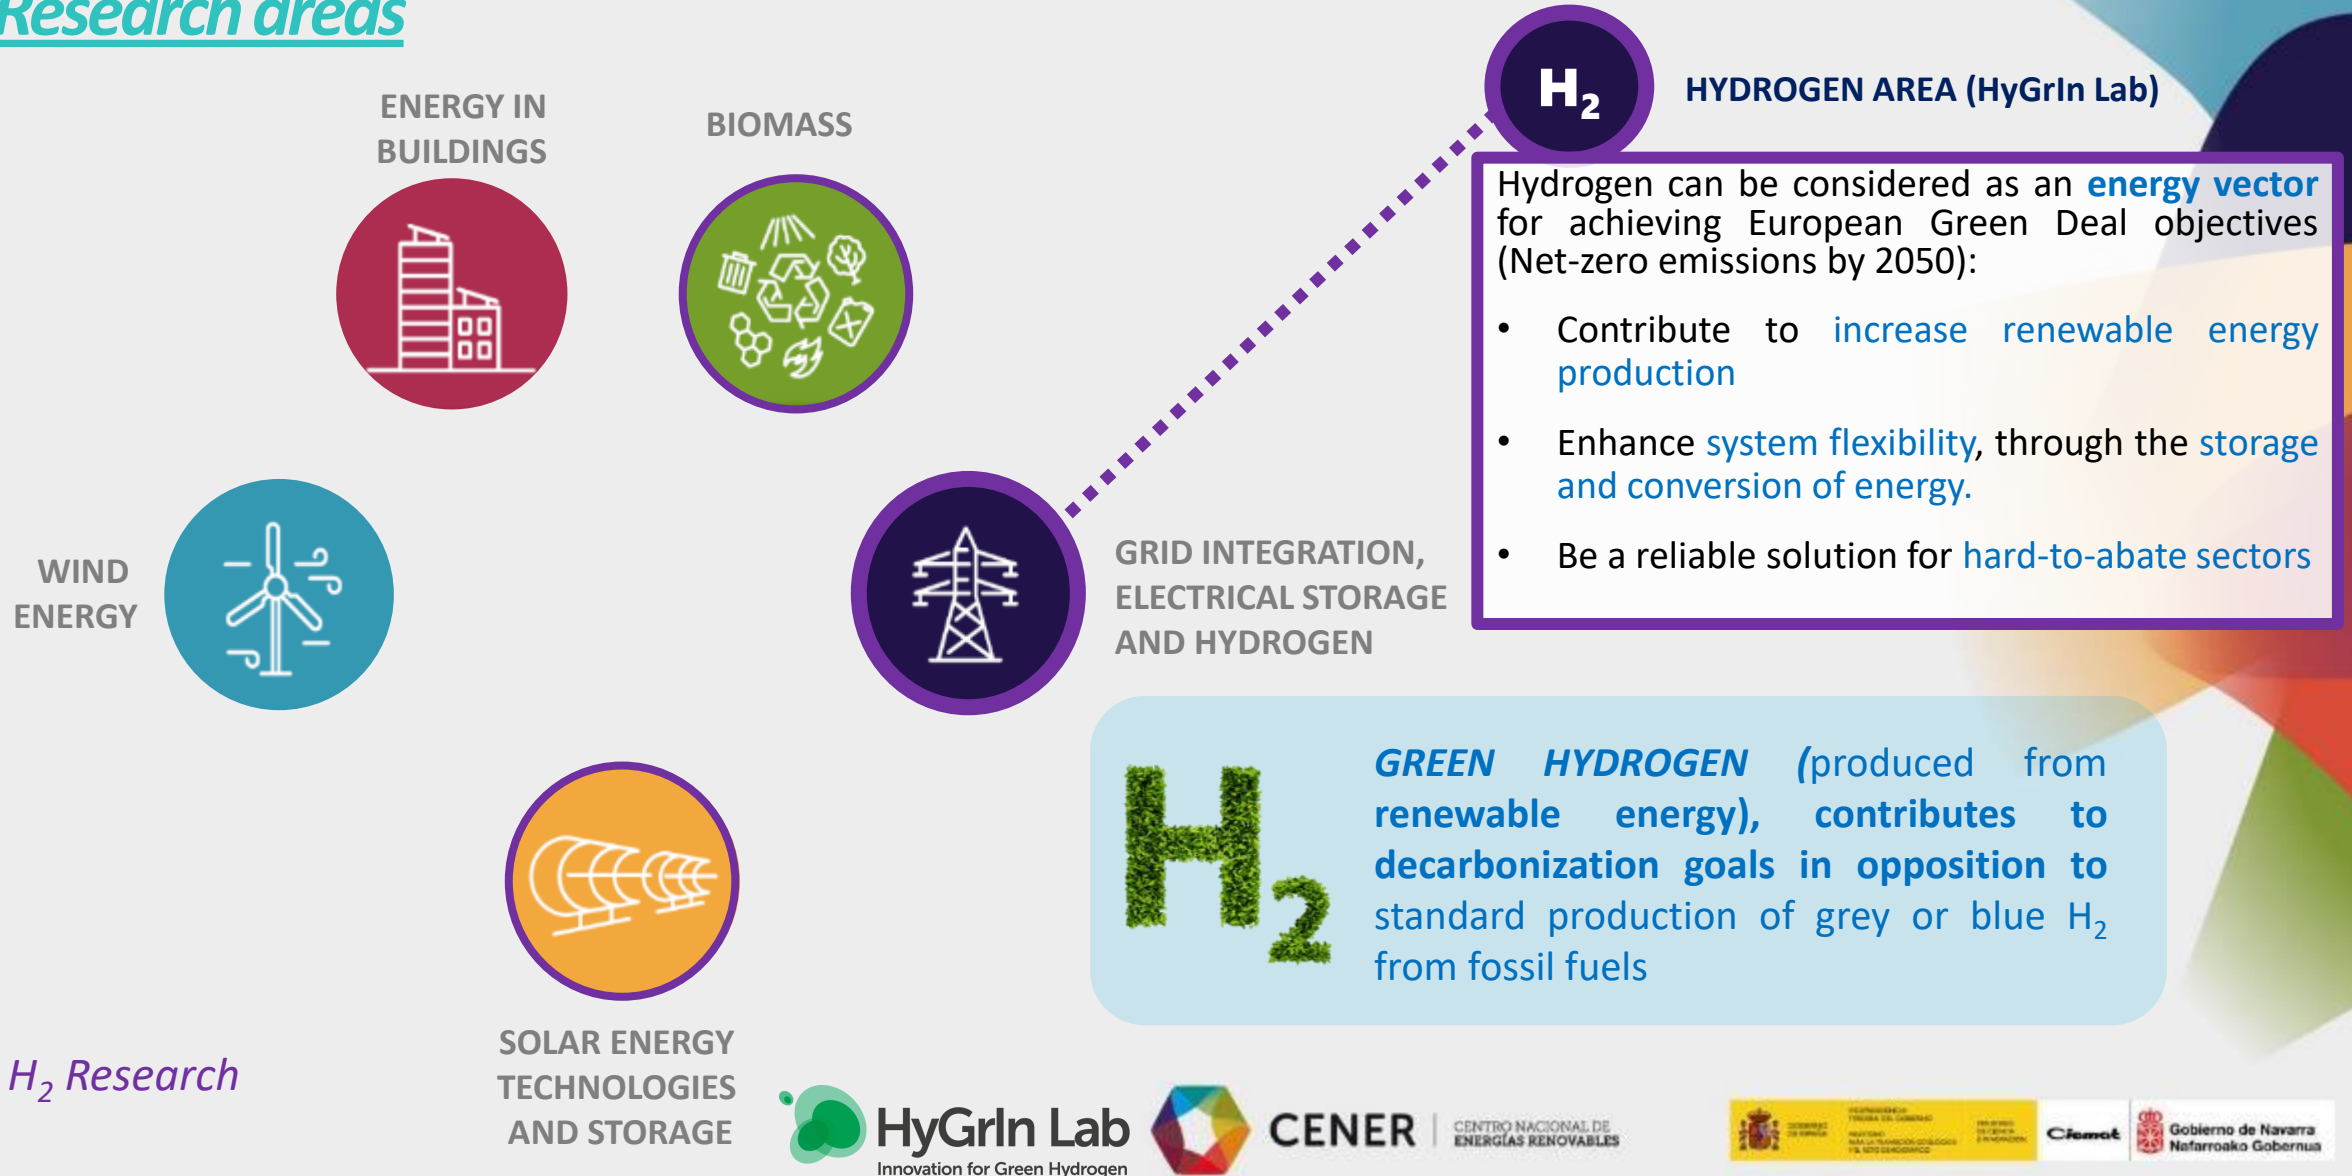 Research areas
ENERGY IN
BUILDINGS
BIOMASS
WIND
ENERGY
GRID INTEGRATION,
ELECTRICAL STORAGE
AND HYDROGEN
SOLAR ENERGY
TECHNOLOGIES
AND STORAGE
H₂
HYDROGEN AREA (HyGrIn Lab)
Hydrogen can be considered as an energy vector
for achieving European Green Deal objectives
(Net-zero emissions by 2050):
• Contribute to increase renewable energy
production
• Enhance system flexibility, through the storage
and conversion of energy.
• Be a reliable solution for hard-to-abate sectors
H₂
GREEN HYDROGEN (produced from
renewable energy), contributes to
decarbonization goals in opposition to
standard production of grey or blue H₂
from fossil fuels
H₂ Research
HyGrIn Lab
Innovation for Green Hydrogen
CENER
CENTRO NACIONAL DE
ENERGÍAS RENOVABLES
Ciemat
Gobierno de Navarra
Nafarroako Gobernua